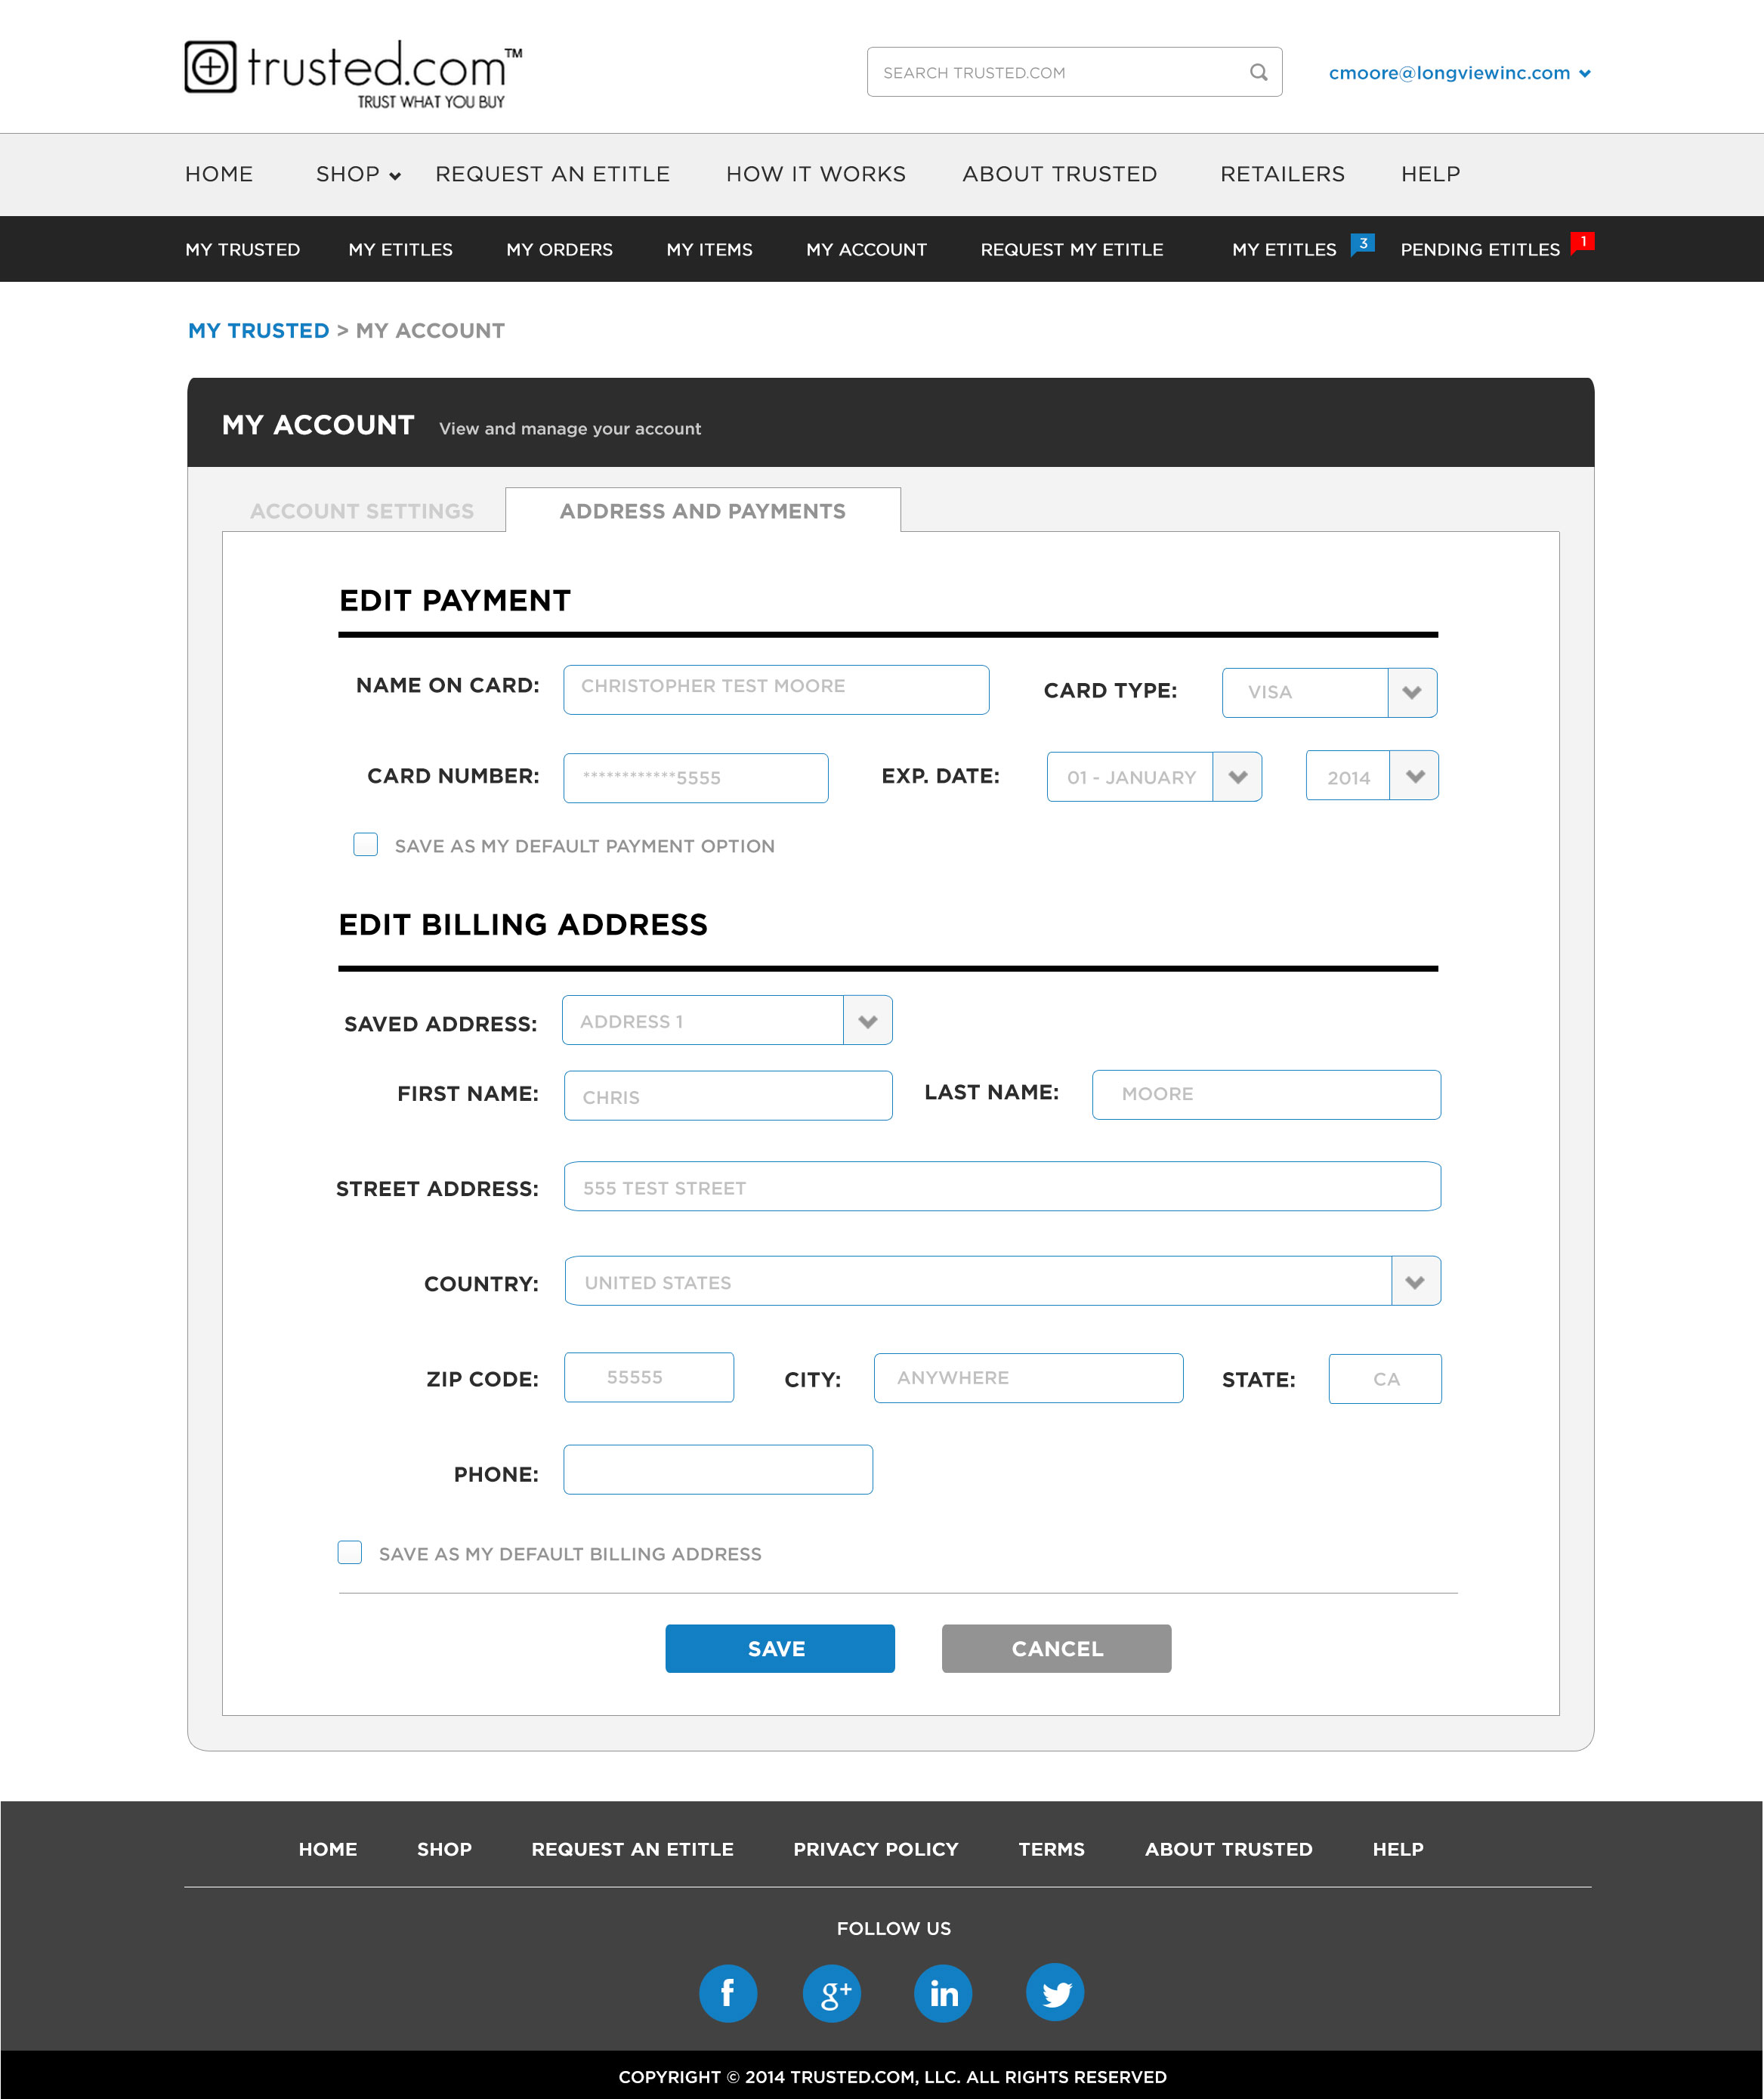 trusted.com™
TRUST WHAT YOU BUY
SEARCH TRUSTED.COM
cmoore@longviewinc.com
HOME SHOP REQUEST AN ETITLE HOW IT WORKS ABOUT TRUSTED RETAILERS HELP
MY TRUSTED MY ETITLES MY ORDERS MY ITEMS MY ACCOUNT REQUEST MY ETITLE MY ETITLES 3 PENDING ETITLES 1
MY TRUSTED > MY ACCOUNT
MY ACCOUNT View and manage your account
ACCOUNT SETTINGS ADDRESS AND PAYMENTS
EDIT PAYMENT
NAME ON CARD: CHRISTOPHER TEST MOORE CARD TYPE: VISA
CARD NUMBER: ************5555 EXP. DATE: 01 - JANUARY 2014
SAVE AS MY DEFAULT PAYMENT OPTION
EDIT BILLING ADDRESS
SAVED ADDRESS: ADDRESS 1
FIRST NAME: CHRIS LAST NAME: MOORE
STREET ADDRESS: 555 TEST STREET
COUNTRY: UNITED STATES
ZIP CODE: 55555 CITY: ANYWHERE STATE: CA
PHONE:
SAVE AS MY DEFAULT BILLING ADDRESS
SAVE CANCEL
HOME SHOP REQUEST AN ETITLE PRIVACY POLICY TERMS ABOUT TRUSTED HELP
FOLLOW US
f g+ in
COPYRIGHT © 2014 TRUSTED.COM, LLC. ALL RIGHTS RESERVED